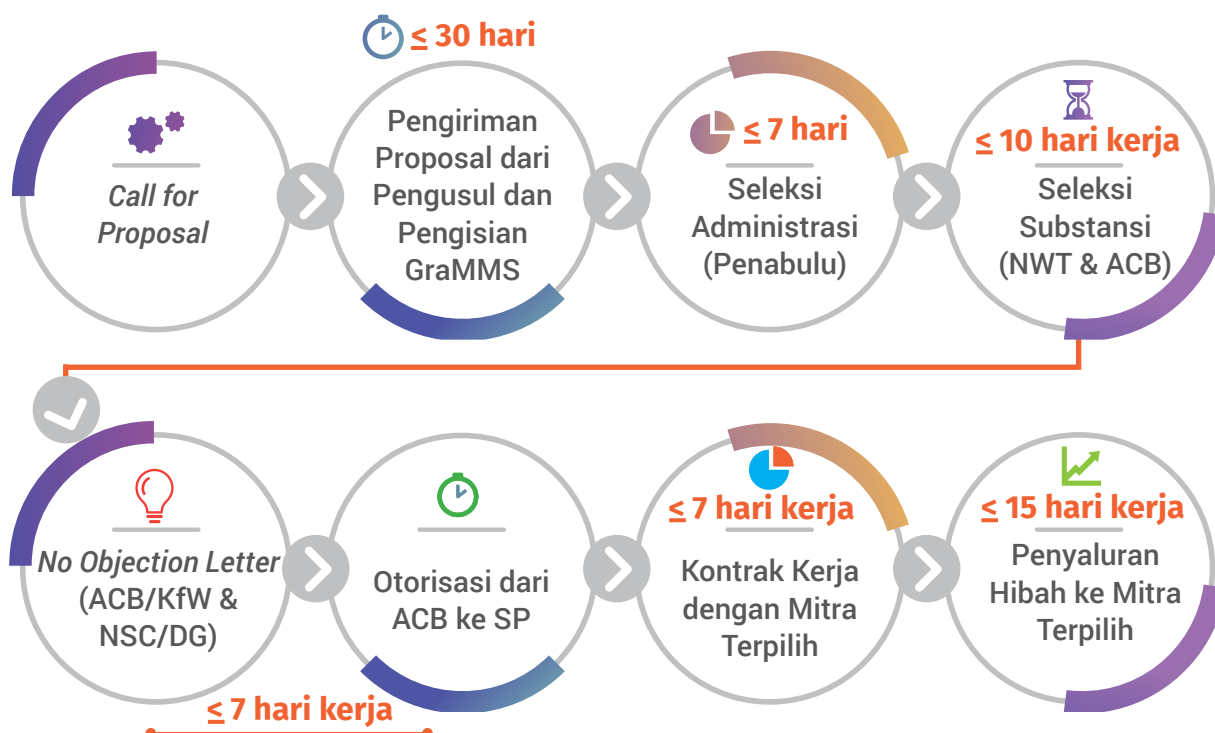 Call for
Proposal
≤ 30 hari
Pengiriman
Proposal dari
Pengusul dan
Pengisian
GraMMS
≤ 7 hari
Seleksi
Administrasi
(Penabulu)
≤ 10 hari kerja
Seleksi
Substansi
(NWT & ACB)
No Objection Letter
(ACB/KfW &
NSC/DG)
Otorisasi dari
ACB ke SP
≤ 7 hari kerja
≤ 7 hari kerja
Kontrak Kerja
dengan Mitra
Terpilih
≤ 15 hari kerja
Penyaluran
Hibah ke Mitra
Terpilih